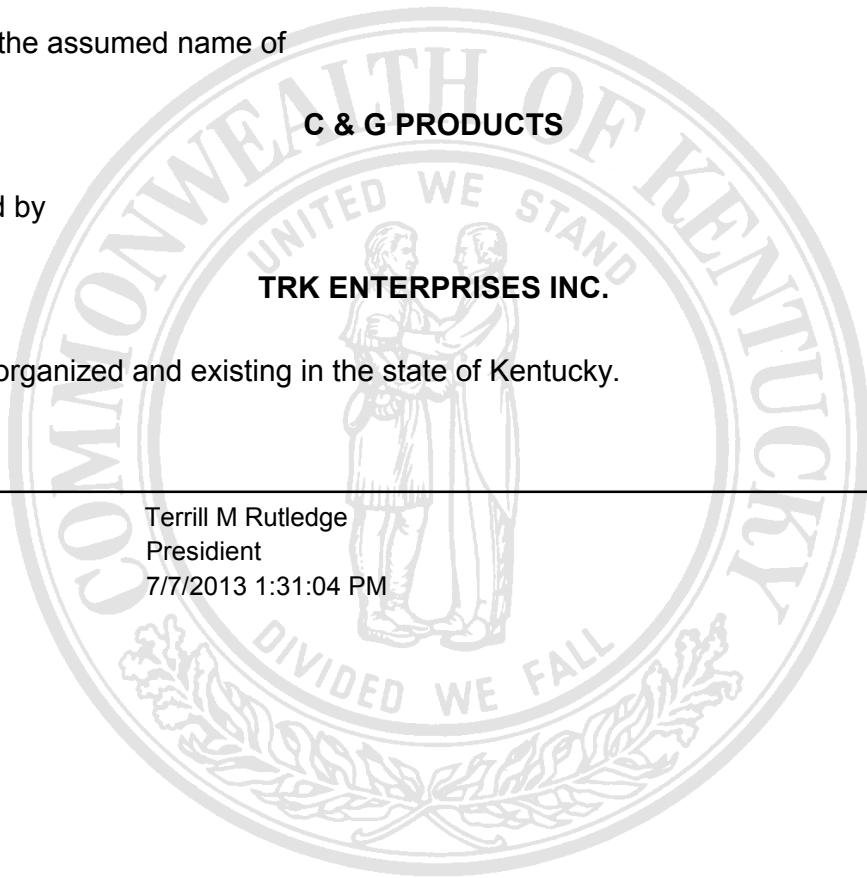 the assumed name of
C & G PRODUCTS
d by
TRK ENTERPRISES INC.
organized and existing in the state of Kentucky.
Terrill M Rutledge
Presidient
7/7/2013 1:31:04 PM
COMMONWEALTH OF KENTUCKY
UNITED WE STAND
DIVIDED WE FALL